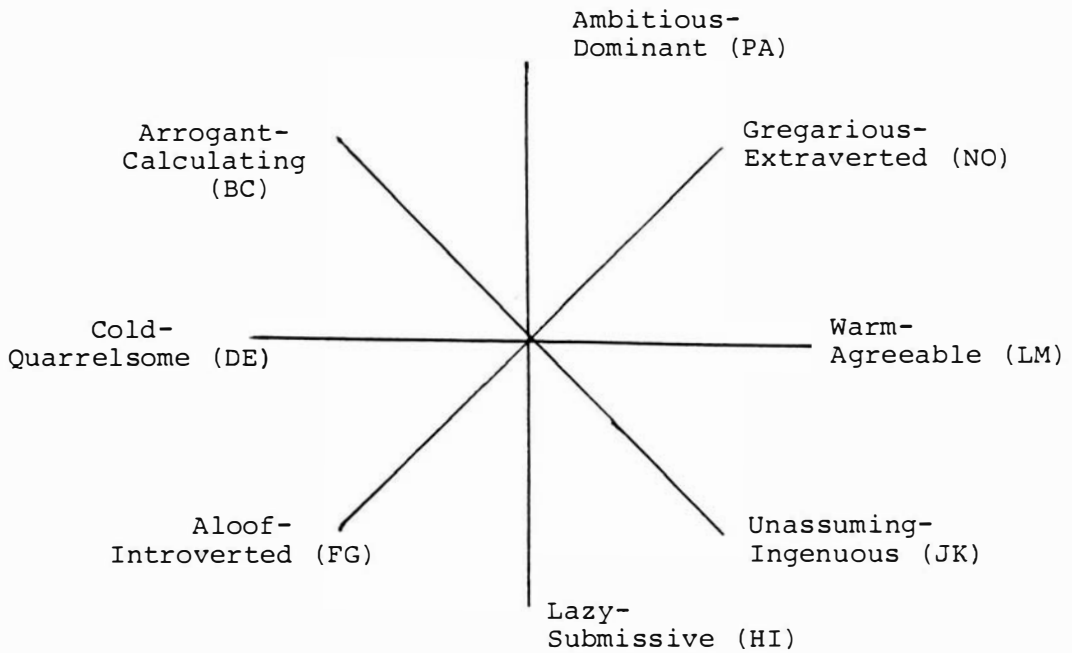 Ambitious-
Dominant (PA)
Arrogant-
Calculating
(BC)
Gregarious-
Extraverted (NO)
Cold-
Quarrelsome (DE)
Warm-
Agreeable (LM)
Aloof-
Introverted (FG)
Unassuming-
Ingenuous (JK)
Lazy-
Submissive (HI)